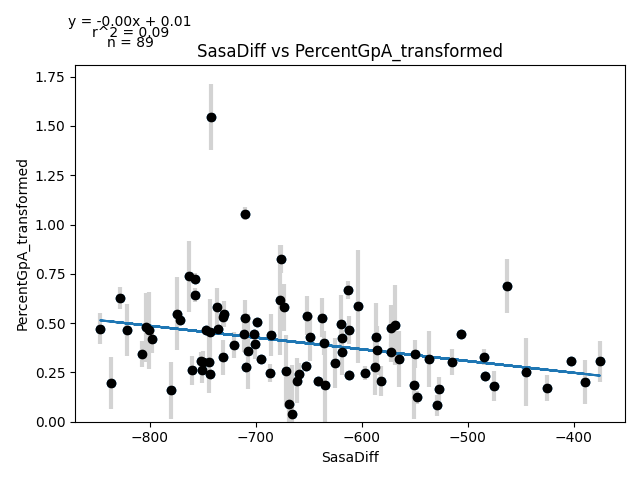 y = -0.00x + 0.01
r^2 = 0.09
n = 89
SasaDiff vs PercentGpA_transformed
PercentGpA_transformed
1.75
1.50
1.25
1.00
0.75
0.50
0.25
0.00
−800
−700
−600
−500
−400
SasaDiff